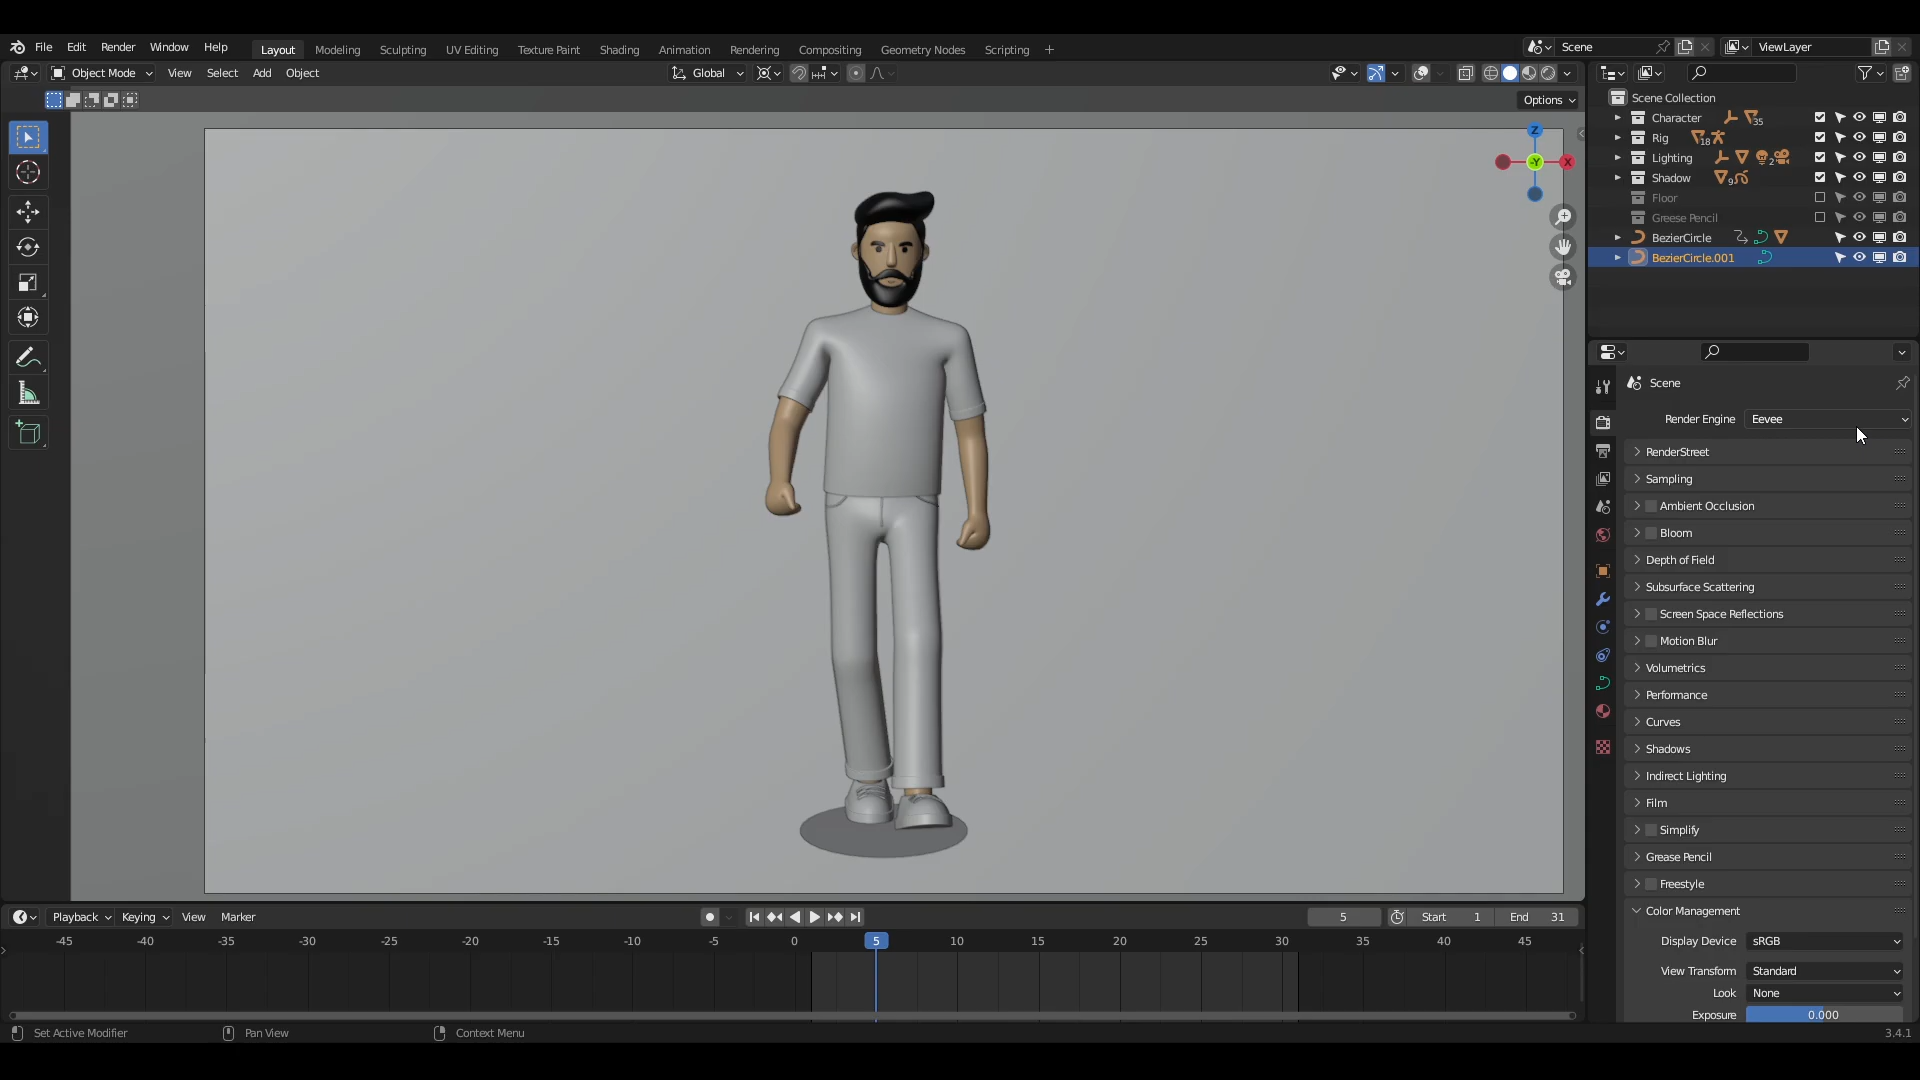 File Edit Render Window Help Layout Modeling Sculpting UV Editing Texture Paint Shading Animation Rendering Compositing Geometry Nodes Scripting + Scene ViewLayer
Object Mode View Select Add Object Global
Options
Z
-Y X
Scene Collection
Character 35
Rig 18
Lighting 2
Shadow 9
Floor
Greese Pencil
BezierCircle
BezierCircle.001
Scene
Render Engine Eevee
RenderStreet
Sampling
Ambient Occlusion
Bloom
Depth of Field
Subsurface Scattering
Screen Space Reflections
Motion Blur
Volumetrics
Performance
Curves
Shadows
Indirect Lighting
Film
Simplify
Grease Pencil
Freestyle
Color Management
Display Device sRGB
View Transform Standard
Look None
Exposure 0.000
Playback Keying View Marker 5 Start 1 End 31
-45 -40 -35 -30 -25 -20 -15 -10 -5 0 5 10 15 20 25 30 35 40 45
Set Active Modifier Pan View Context Menu 3.4.1